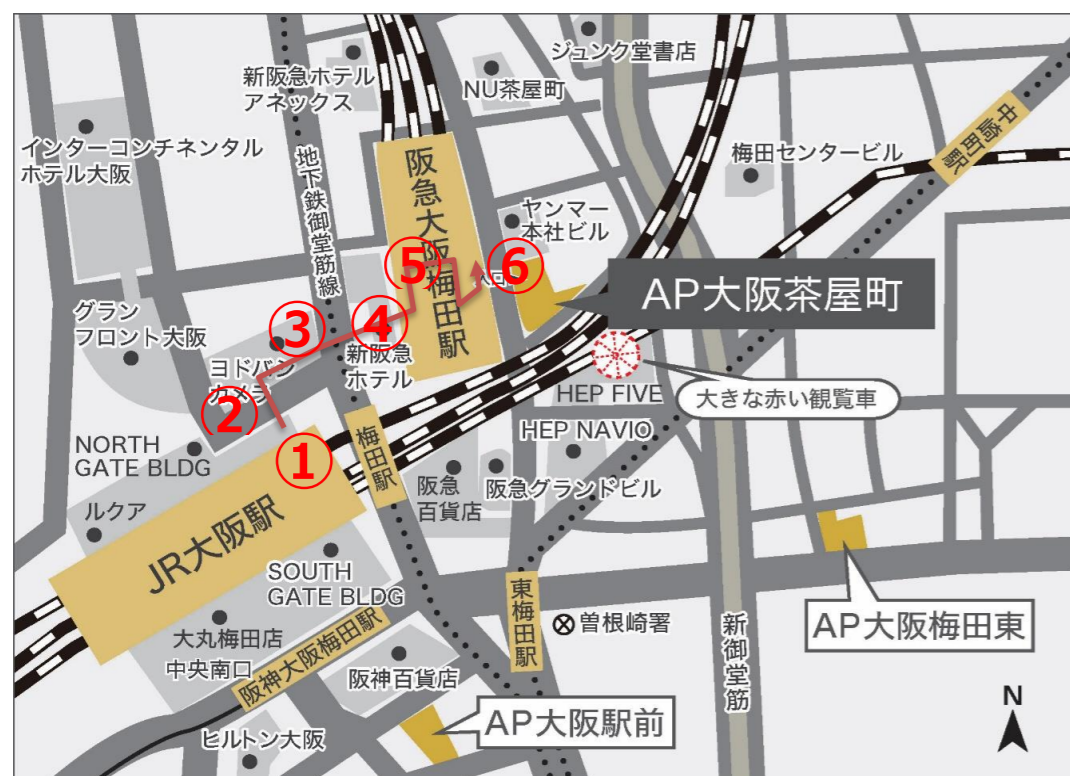 ジュンク堂書店
新阪急ホテル
アネックス
NU茶屋町
中崎町駅
インターコンチネンタル
ホテル大阪
地下鉄御堂筋線
阪急大阪梅田駅
梅田センタービル
ヤンマー
本社ビル
⑤
⑥
AP大阪茶屋町
グラン
フロント大阪
③
④
ヨドバシ
カメラ
新阪急
ホテル
②
HEP FIVE
大きな赤い観覧車
①
NORTH
GATE BLDG
HEP NAVIO
梅田駅
阪急
百貨店
阪急グランドビル
ルクア
JR大阪駅
SOUTH
GATE BLDG
東梅田駅
曽根崎署
新御堂筋
AP大阪梅田東
大丸梅田店
中央南口
阪神大阪梅田駅
阪神百貨店
N
AP大阪駅前
ヒルトン大阪